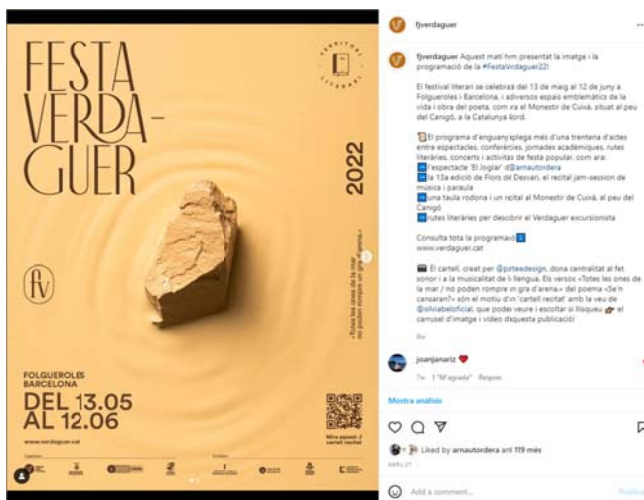 FESTA
VERDA-
GUER
TERRITORI
LITERARI
2022
«Totes les ones de la mar
no poden rompre un gra d'arena.»
fv
FOLGUEROLES
BARCELONA
DEL 13.05
AL 12.06
www.verdaguer.cat
Mira aquest
cartell recitat
fjverdaguer
fjverdaguer Aquest matí hem presentat la imatge i la
programació de la #FestaVerdaguer22!
El festival literari se celebrarà del 13 de maig al 12 de juny a
Folgueroles i Barcelona, i a diversos espais emblemàtics de la
vida i obra del poeta, com ara el Monestir de Cuixà, situat al peu
del Canigó, a la Catalunya Nord.
El programa d'enguany aplega més d'una trentena d'actes
entre espectacles, conferències, jornades acadèmiques, rutes
literàries, concerts i activitats de festa popular, com ara:
l'espectacle 'El Joglar' d'@arnautordera
la 13a edició de Flors de Desvari, el recital jam-session de
música i paraula
una taula rodona i un recital al Monestir de Cuixà, al peu del
Canigó
rutes literàries per descobrir el Verdaguer excursionista
Consulta tota la programació
www.verdaguer.cat
El cartell, creat per @pzteedesign, dona centralitat al fet
sonor i a la musicalitat de la llengua. Els versos «Totes les ones de
la mar / no poden rompre un gra d'arena.» del poema «Se'n
cansaran?» són el motiu d'un 'cartell recitat' amb la veu de
@silviabeloficial, que podeu veure i escoltar si llisqueu el
carrusel d'imatge i vídeo d'aquesta publicació!
8w
joanjanariz
7w 1 "M'agrada" Respon
Mostra anàlisis
Liked by arnautordera and 119 més
ABRIL 27
Add a comment...